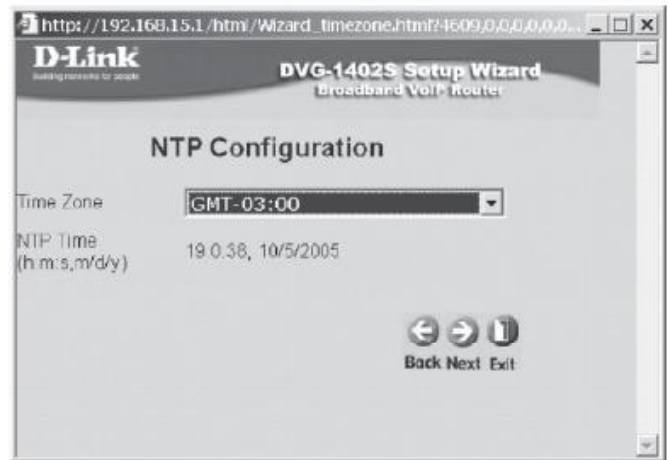 http://192.168.15.1/html/Wizard_timezone.html?4609,0,0,0,0,0,0...
D-Link
Building Networks for People
DVG-1402S Setup Wizard
Broadband VoIP Router
NTP Configuration
Time Zone
GMT-03:00
NTP Time
(h:m:s,m/d/y)
19:0:38, 10/5/2005
Back Next Exit